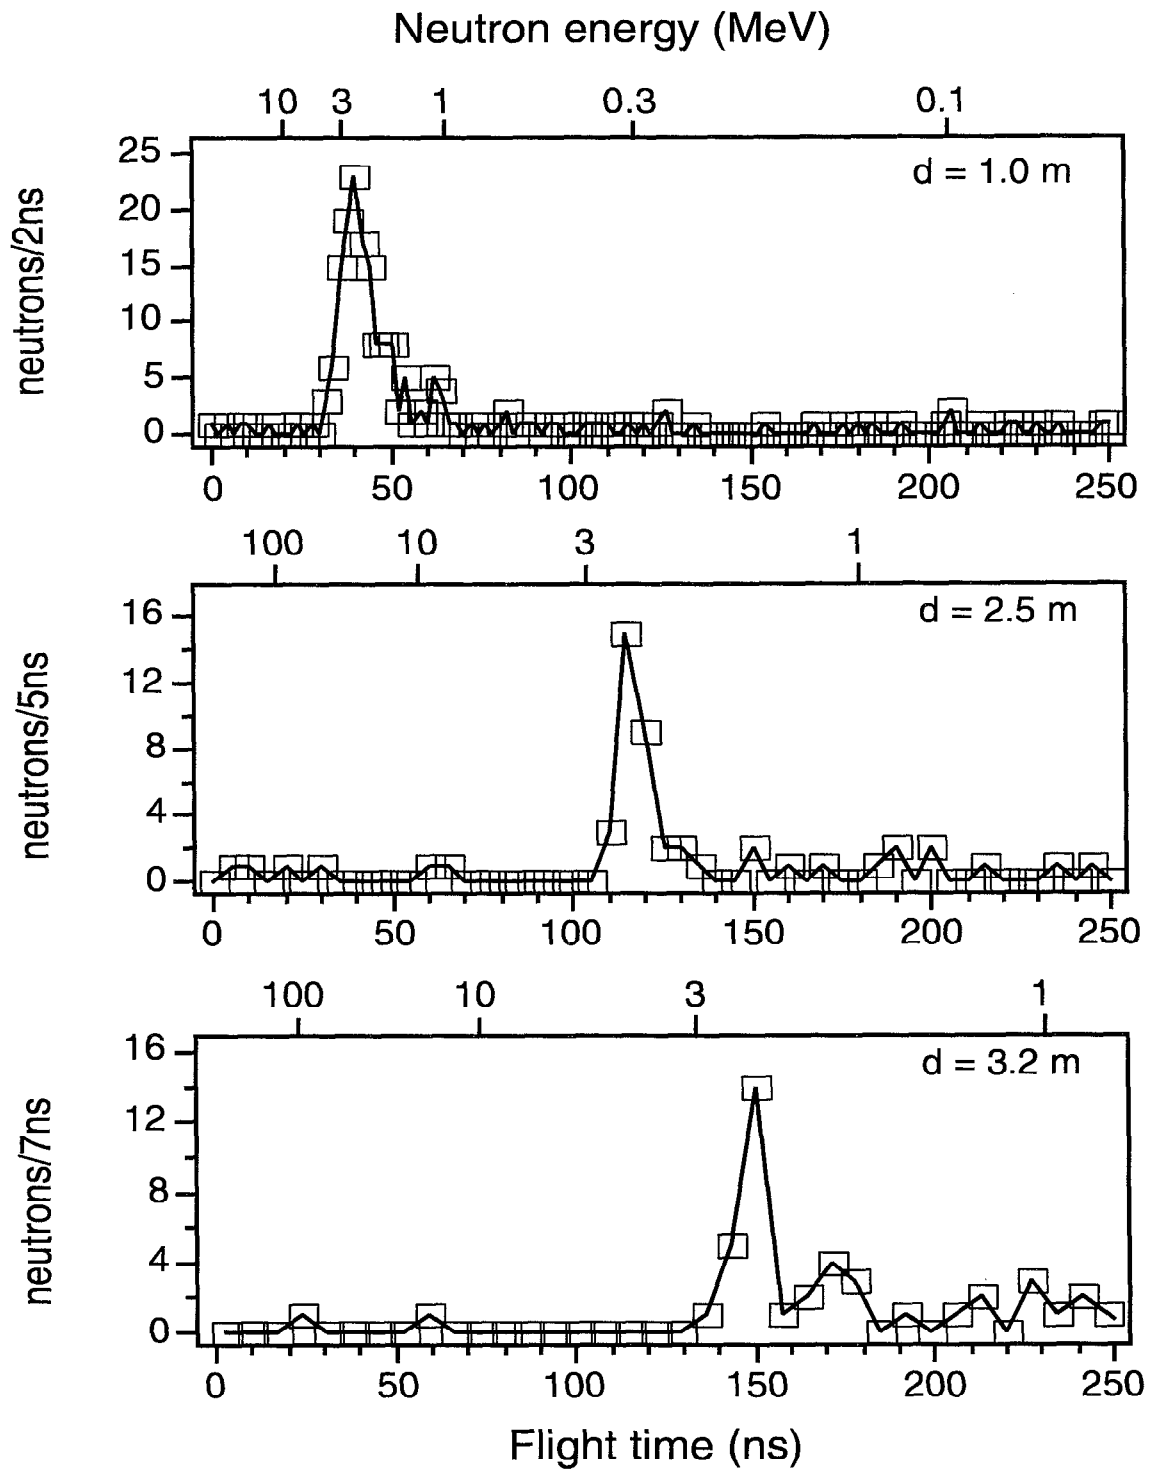 Neutron energy (MeV)
10 3 1 0.3 0.1
d = 1.0 m
neutrons/2ns
25
20
15
10
5
0
0 50 100 150 200 250
100 10 3 1
d = 2.5 m
neutrons/5ns
16
12
8
4
0
0 50 100 150 200 250
100 10 3 1
d = 3.2 m
neutrons/7ns
16
12
8
4
0
0 50 100 150 200 250
Flight time (ns)